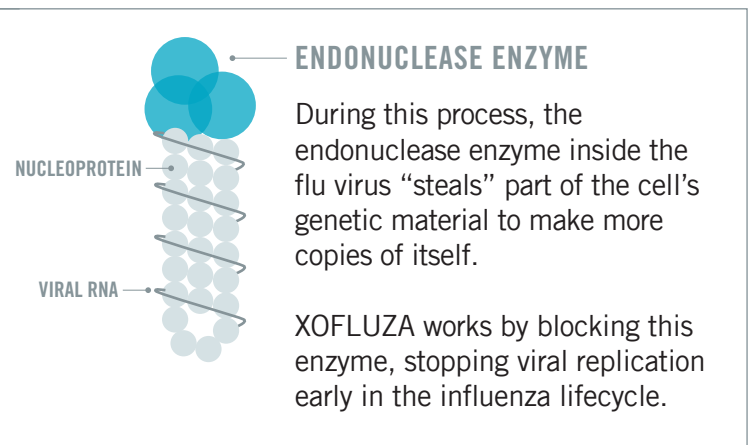 ENDONUCLEASE ENZYME
During this process, the
endonuclease enzyme inside the
flu virus “steals” part of the cell’s
genetic material to make more
copies of itself.
NUCLEOPROTEIN
VIRAL RNA
XOFLUZA works by blocking this
enzyme, stopping viral replication
early in the influenza lifecycle.